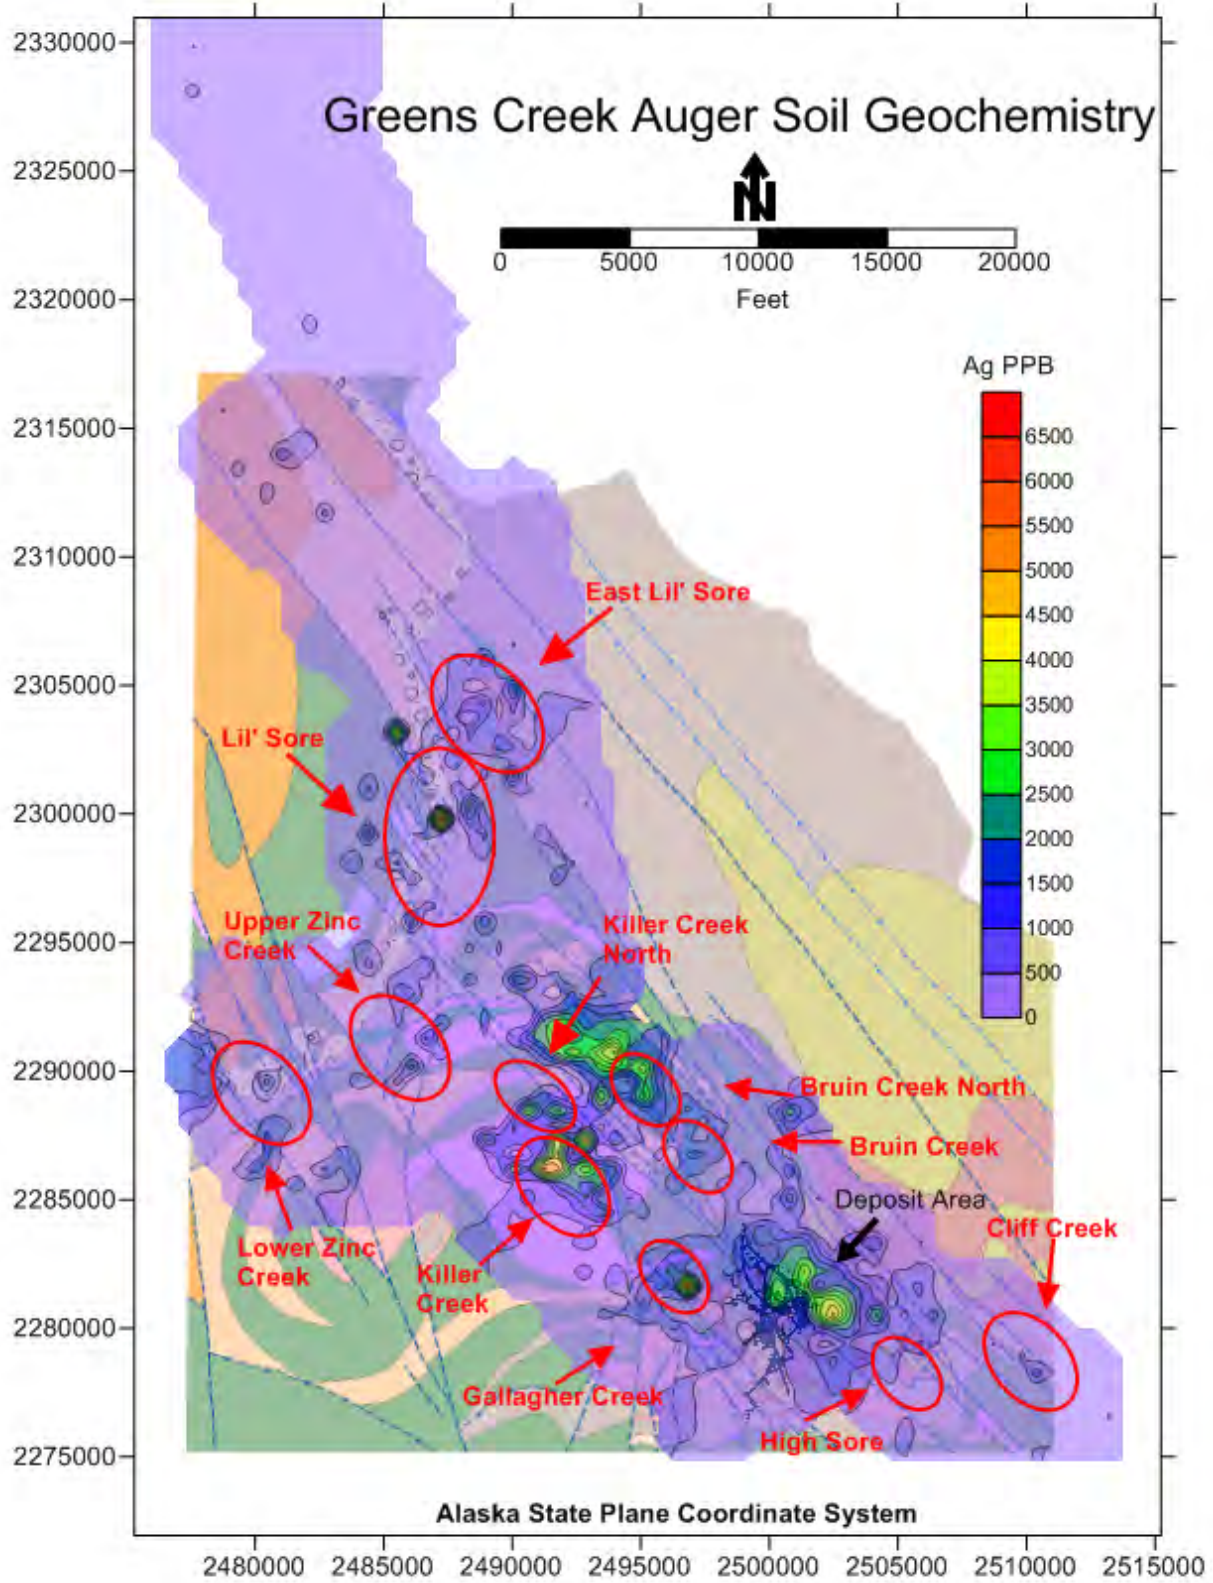 2330000
Greens Creek Auger Soil Geochemistry
2325000
N
0 5000 10000 15000 20000
2320000
Feet
Ag PPB
2315000
6500
6000
5500
2310000
5000
East Lil' Sore
4500
4000
2305000
3500
Lil' Sore
3000
2500
2300000
2000
1500
Upper Zinc
Creek
Killer Creek
North
1000
2295000
500
0
2290000
Bruin Creek North
Bruin Creek
2285000
Deposit Area
Cliff Creek
Lower Zinc
Creek
Killer
Creek
2280000
Gallagher Creek
High Sore
2275000
Alaska State Plane Coordinate System
2480000 2485000 2490000 2495000 2500000 2505000 2510000 2515000